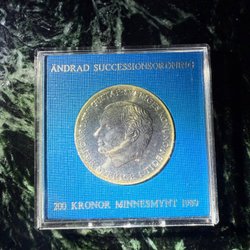 ÄNDRAD SUCCESSIONSORDNING
200 KRONOR MINNESMYNT 1980